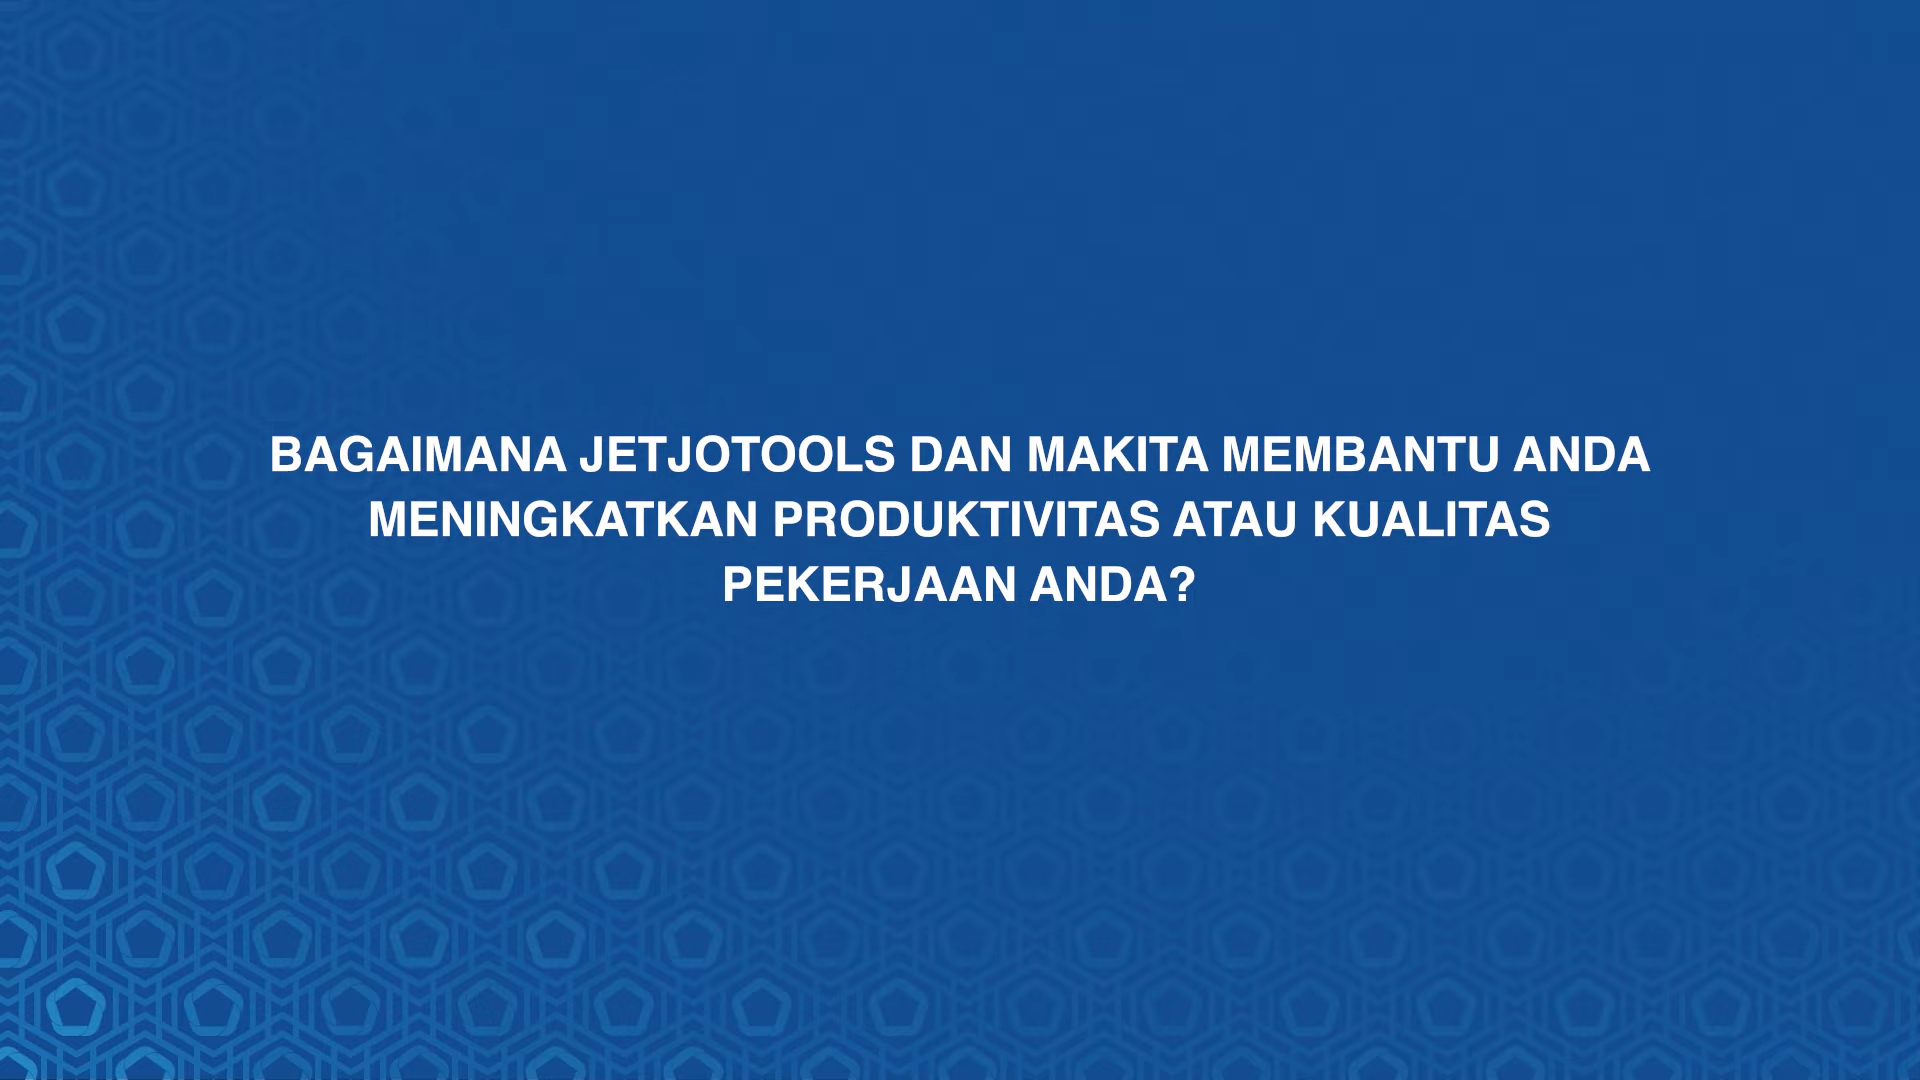 BAGAIMANA JETJOTOOLS DAN MAKITA MEMBANTU ANDA
MENINGKATKAN PRODUKTIVITAS ATAU KUALITAS
PEKERJAAN ANDA?